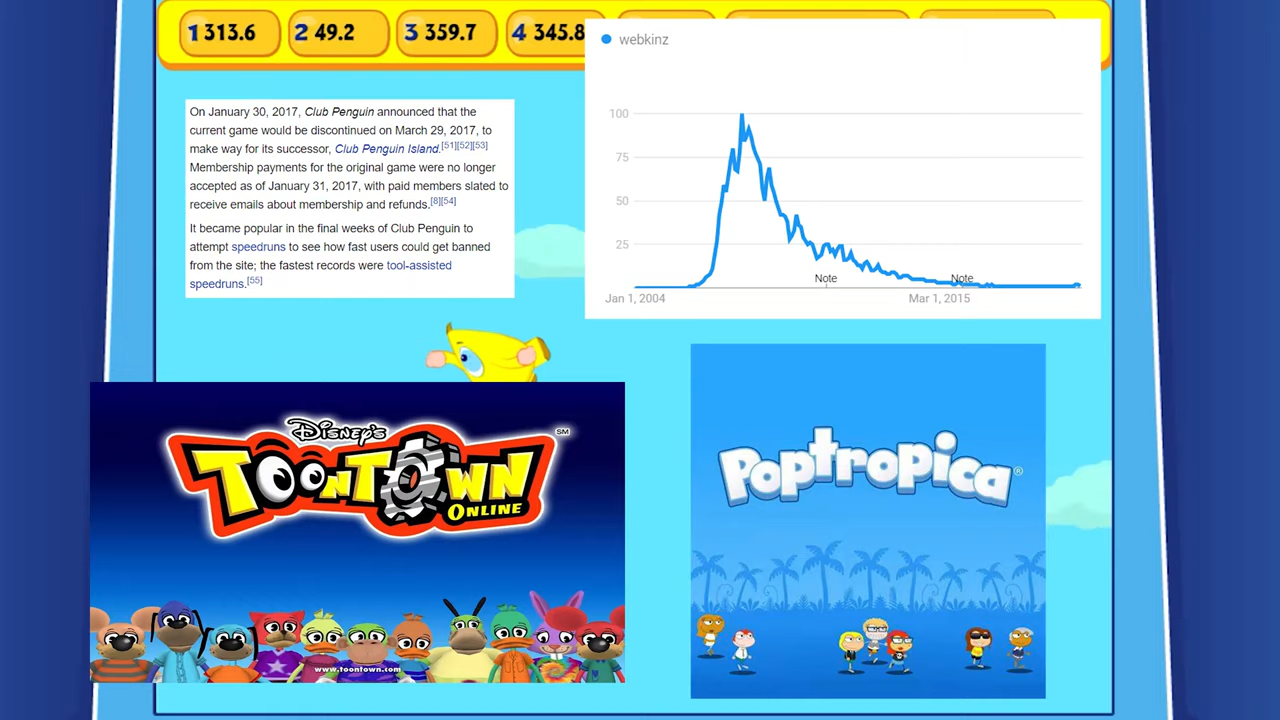 1 313.6 2 49.2 3 359.7 4 345.8
webkinz
On January 30, 2017, Club Penguin announced that the
current game would be discontinued on March 29, 2017, to
make way for its successor, Club Penguin Island.[51][52][53]
Membership payments for the original game were no longer
accepted as of January 31, 2017, with paid members slated to
receive emails about membership and refunds.[8][54]
It became popular in the final weeks of Club Penguin to
attempt speedruns to see how fast users could get banned
from the site; the fastest records were tool-assisted
speedruns.[55]
100
75
50
25
Note Note
Jan 1, 2004 Mar 1, 2015
Disney's SM
TOONTOWN
ONLINE
www.toontown.com
Poptropica®